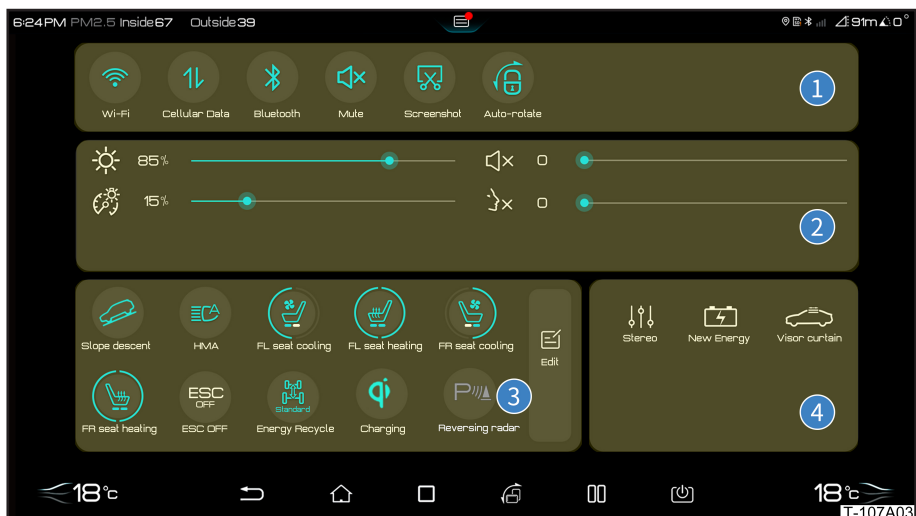 6:24PM PM2.5 Inside67 Outside39 91m 0°
1
Wi-Fi Cellular Data Bluetooth Mute Screenshot Auto-rotate
85% 0
15% 0
2
Slope descent HMA FL seat cooling FL seat heating FR seat cooling
Edit
ESC
OFF
Standard
qi
P
3
FR seat heating ESC OFF Energy Recycle Charging Reversing radar
Stereo New Energy Visor curtain
4
18°c 18°c
T-107A03